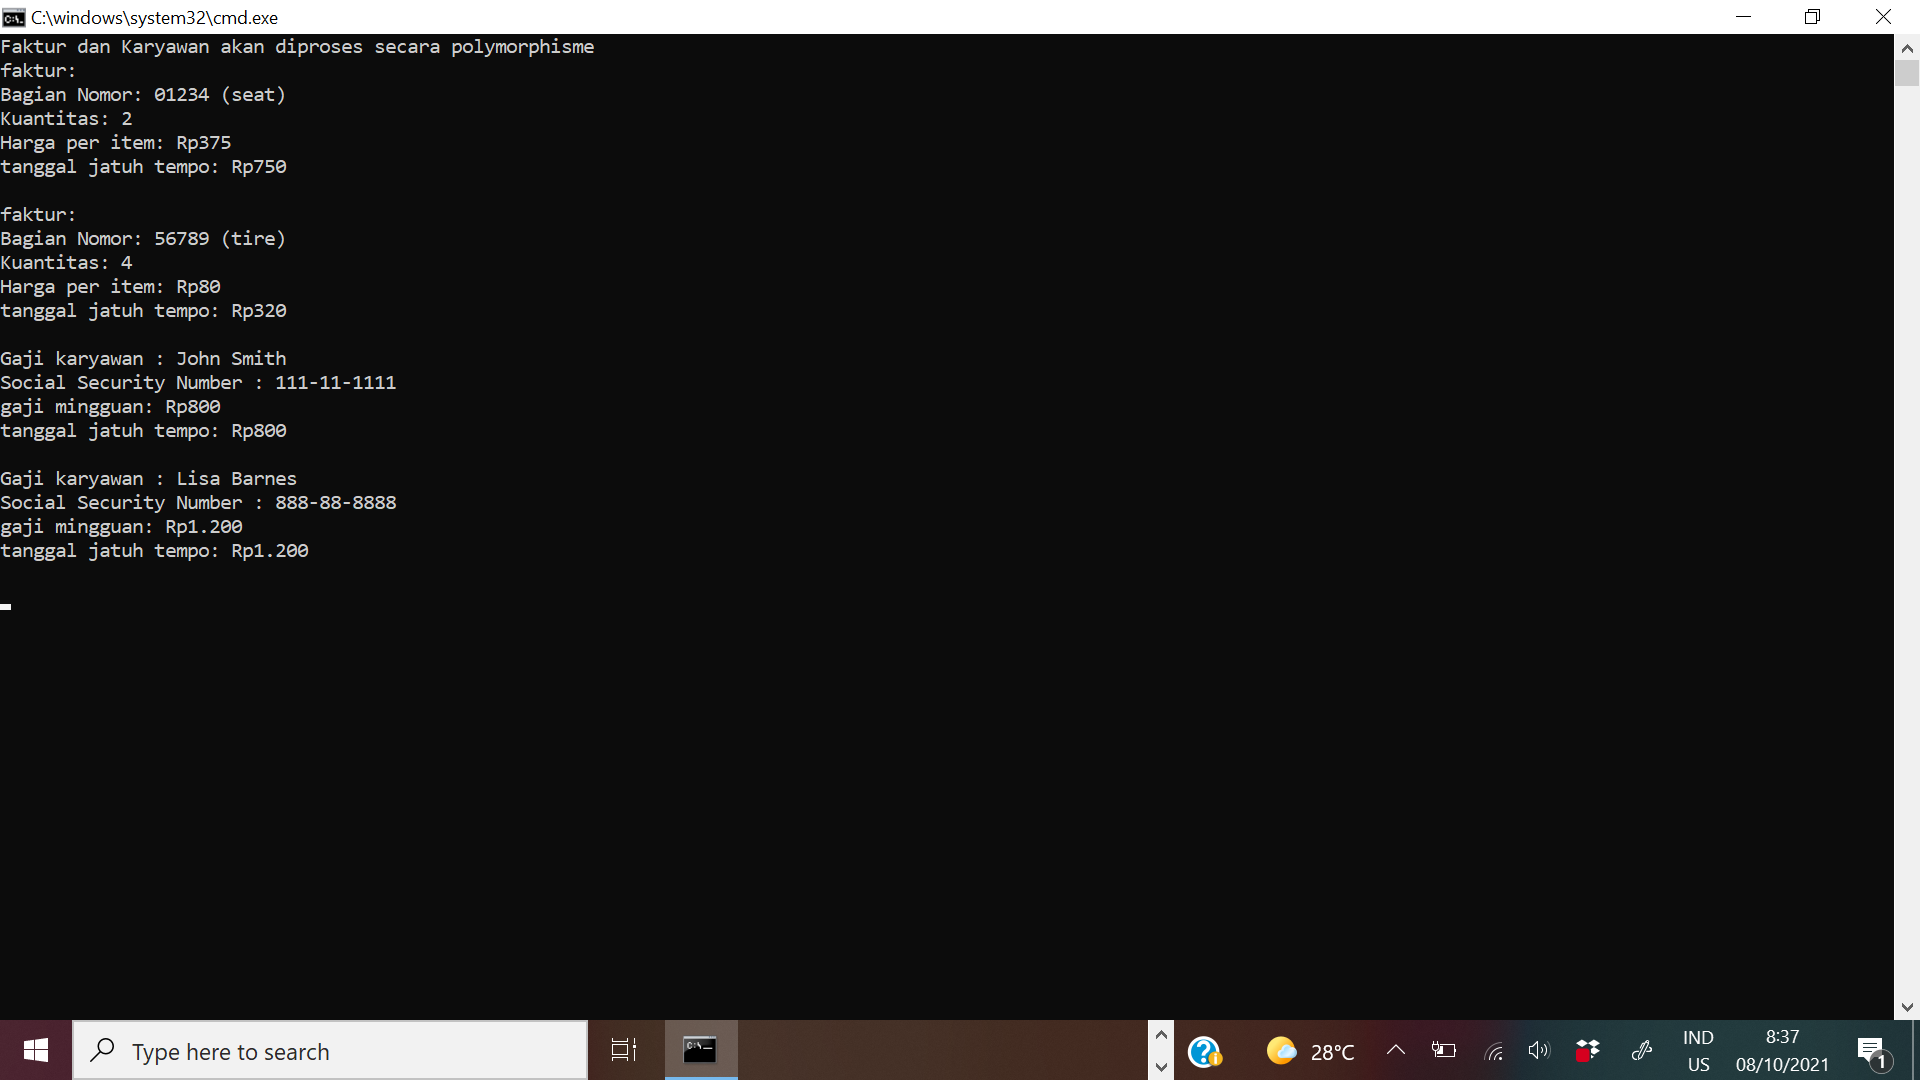 C:\windows\system32\cmd.exe
Faktur dan Karyawan akan diproses secara polymorphisme
faktur:
Bagian Nomor: 01234 (seat)
Kuantitas: 2
Harga per item: Rp375
tanggal jatuh tempo: Rp750
faktur:
Bagian Nomor: 56789 (tire)
Kuantitas: 4
Harga per item: Rp80
tanggal jatuh tempo: Rp320
Gaji karyawan : John Smith
Social Security Number : 111-11-1111
gaji mingguan: Rp800
tanggal jatuh tempo: Rp800
Gaji karyawan : Lisa Barnes
Social Security Number : 888-88-8888
gaji mingguan: Rp1.200
tanggal jatuh tempo: Rp1.200
Type here to search
28°C
IND
US
8:37
08/10/2021
1